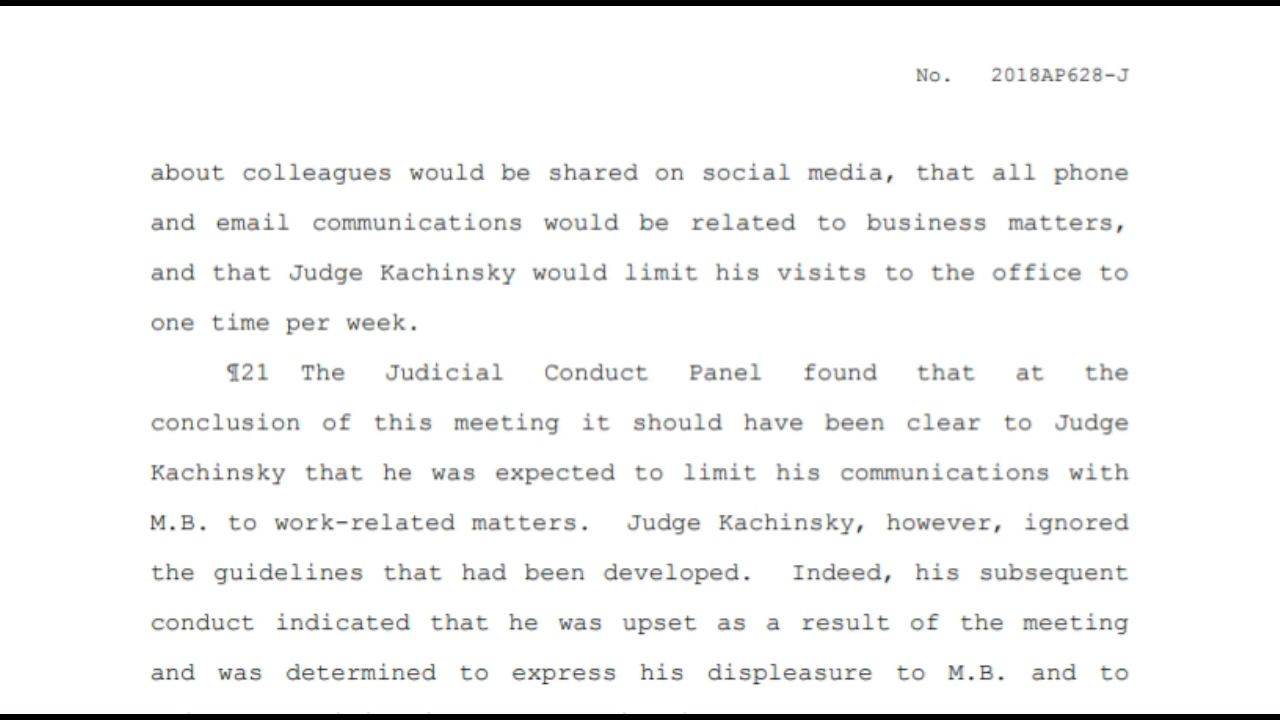 No. 2018AP628-J
about colleagues would be shared on social media, that all phone
and email communications would be related to business matters,
and that Judge Kachinsky would limit his visits to the office to
one time per week.
¶21 The Judicial Conduct Panel found that at the
conclusion of this meeting it should have been clear to Judge
Kachinsky that he was expected to limit his communications with
M.B. to work-related matters. Judge Kachinsky, however, ignored
the guidelines that had been developed. Indeed, his subsequent
conduct indicated that he was upset as a result of the meeting
and was determined to express his displeasure to M.B. and to